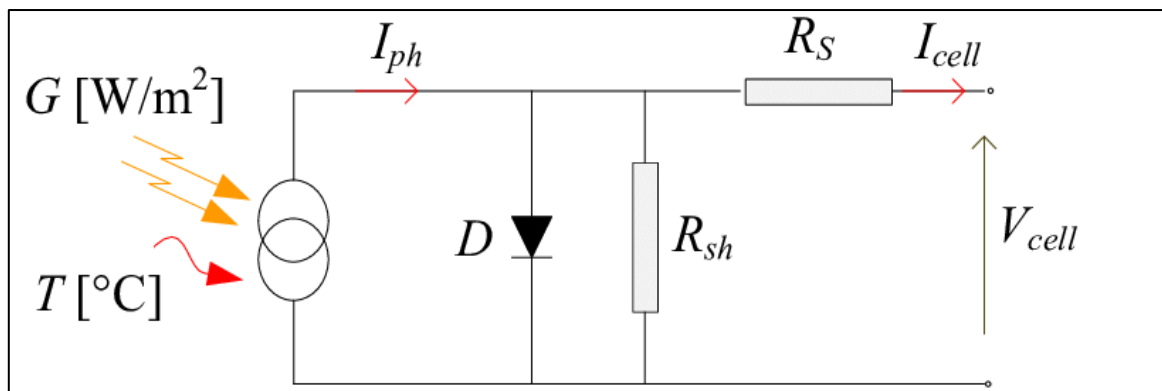 G [W/m²]
T [°C]
I_ph
D
R_sh
R_S
I_cell
V_cell